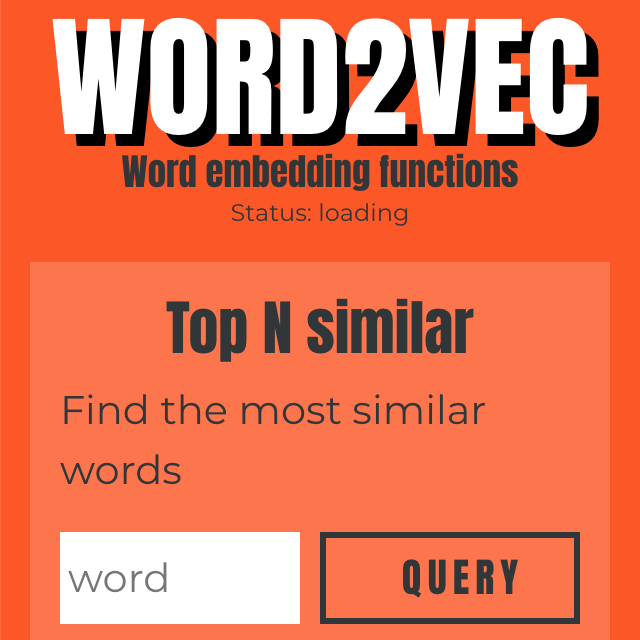 WORD2VEC
Word embedding functions
Status: loading
Top N similar
Find the most similar
words
word
QUERY